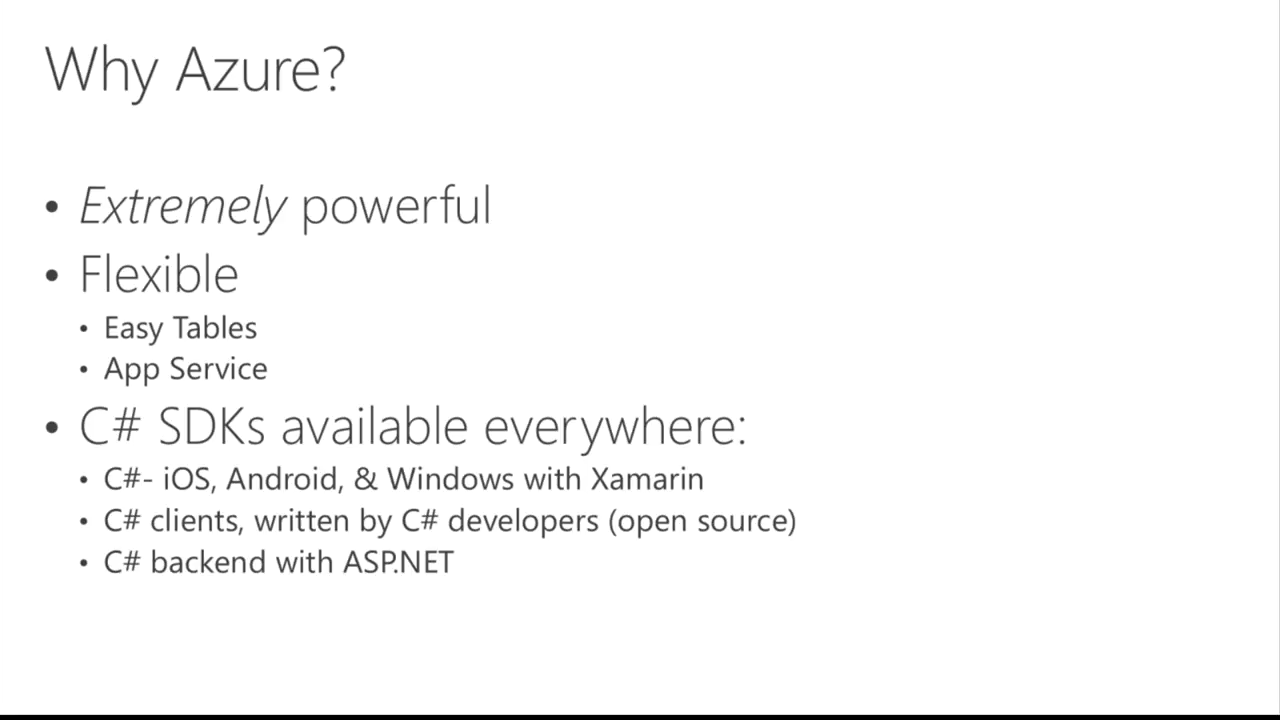 Why Azure?
• Extremely powerful
• Flexible
• Easy Tables
• App Service
• C# SDKs available everywhere:
• C#- iOS, Android, & Windows with Xamarin
• C# clients, written by C# developers (open source)
• C# backend with ASP.NET